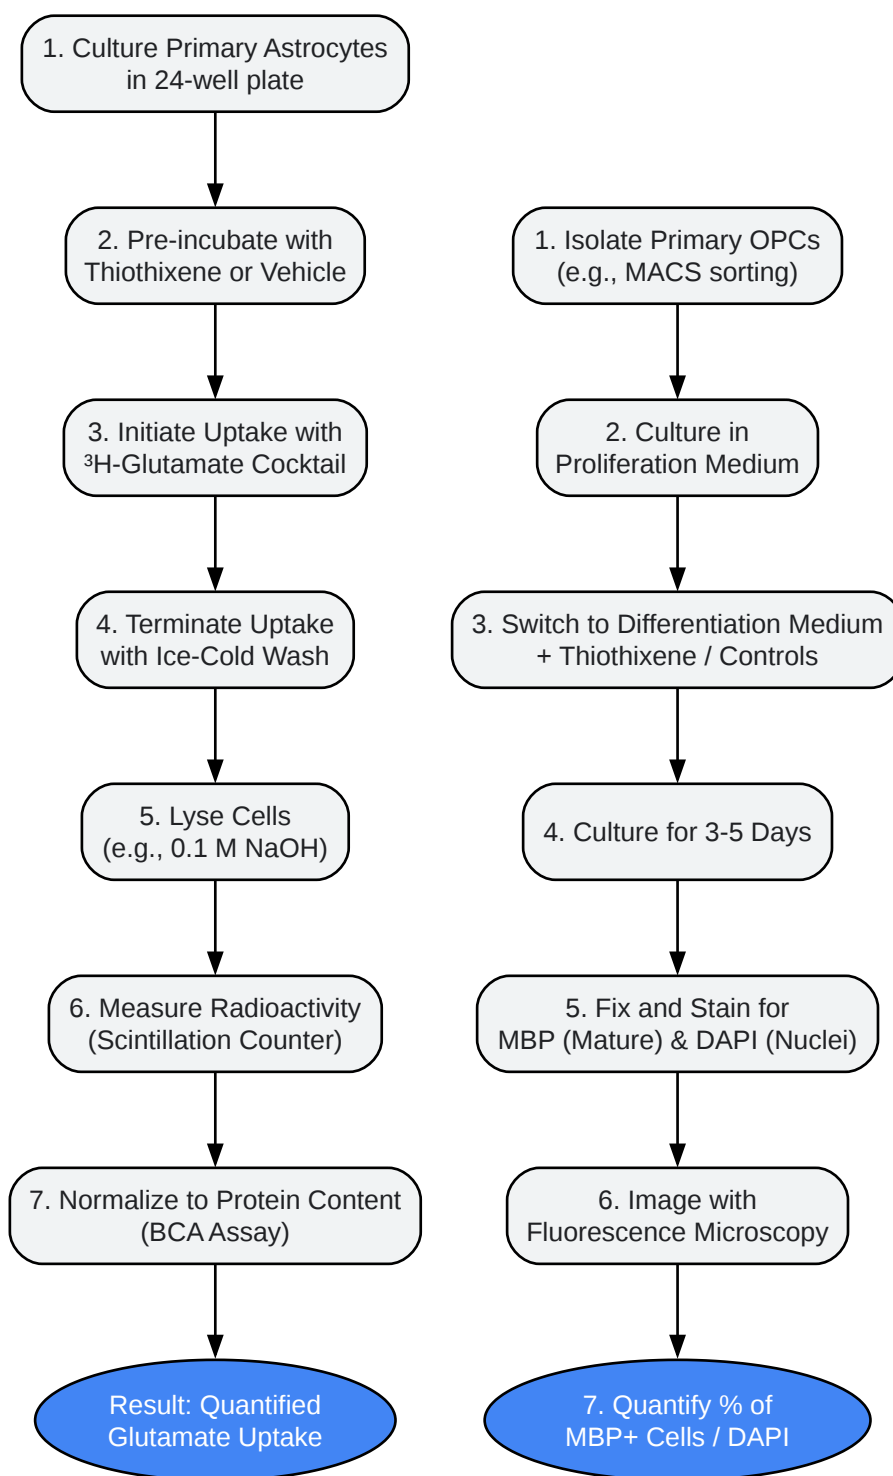 1. Culture Primary Astrocytes
in 24-well plate
2. Pre-incubate with
Thiothixene or Vehicle
3. Initiate Uptake with
³H-Glutamate Cocktail
4. Terminate Uptake
with Ice-Cold Wash
5. Lyse Cells
(e.g., 0.1 M NaOH)
6. Measure Radioactivity
(Scintillation Counter)
7. Normalize to Protein Content
(BCA Assay)
Result: Quantified
Glutamate Uptake
1. Isolate Primary OPCs
(e.g., MACS sorting)
2. Culture in
Proliferation Medium
3. Switch to Differentiation Medium
+ Thiothixene / Controls
4. Culture for 3-5 Days
5. Fix and Stain for
MBP (Mature) & DAPI (Nuclei)
6. Image with
Fluorescence Microscopy
7. Quantify % of
MBP+ Cells / DAPI